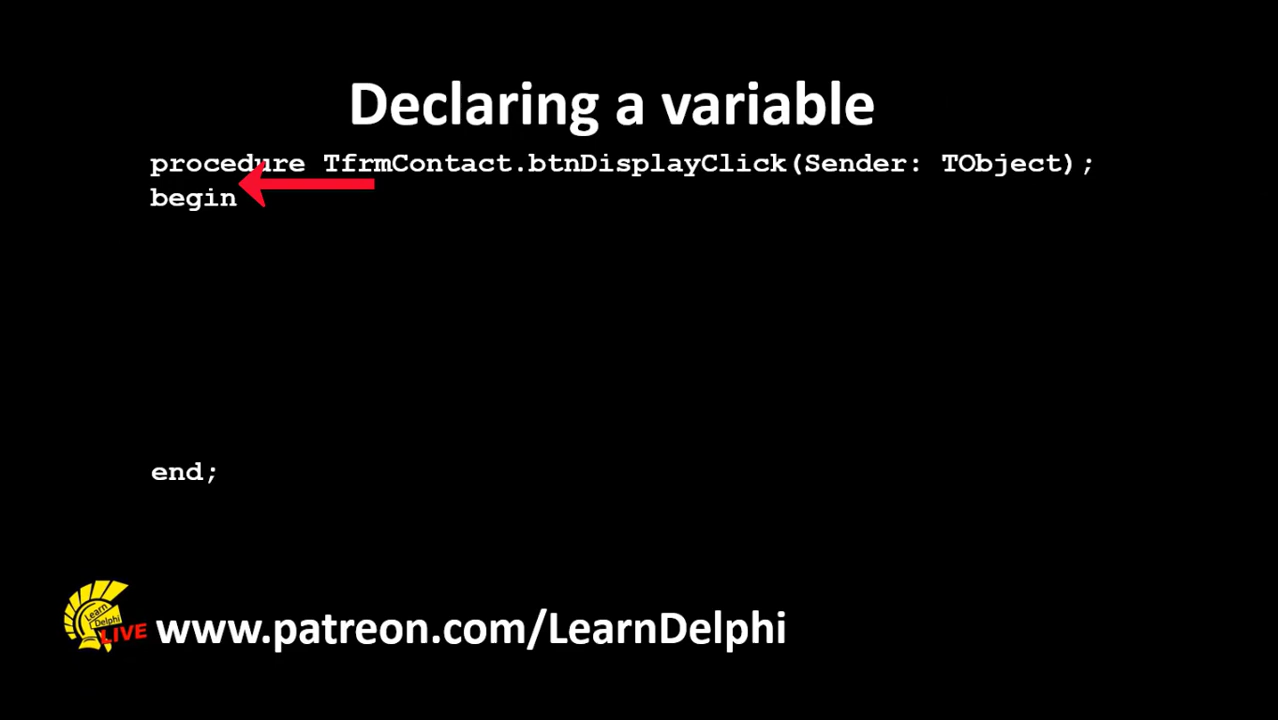 Declaring a variable
procedure TfrmContact.btnDisplayClick(Sender: TObject);
begin
end;
Learn
Delphi
LIVE
www.patreon.com/LearnDelphi